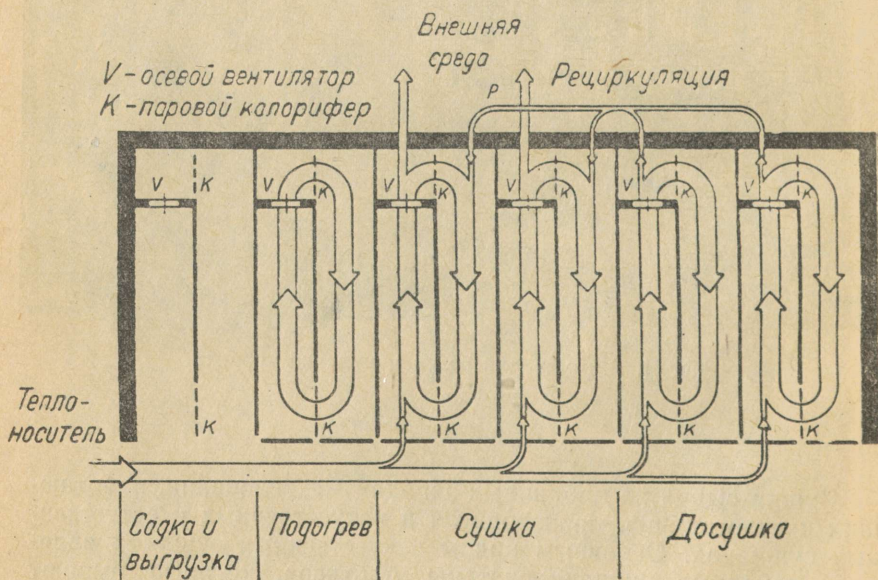 Внешняя
среда
V – осевой вентилятор
К – паровой калорифер
Р
Рециркуляция
V К
V К
V К
V К
V К
V К
Тепло-
носитель
К К К К К К
Садка и
выгрузка
Подогрев
Сушка
Досушка